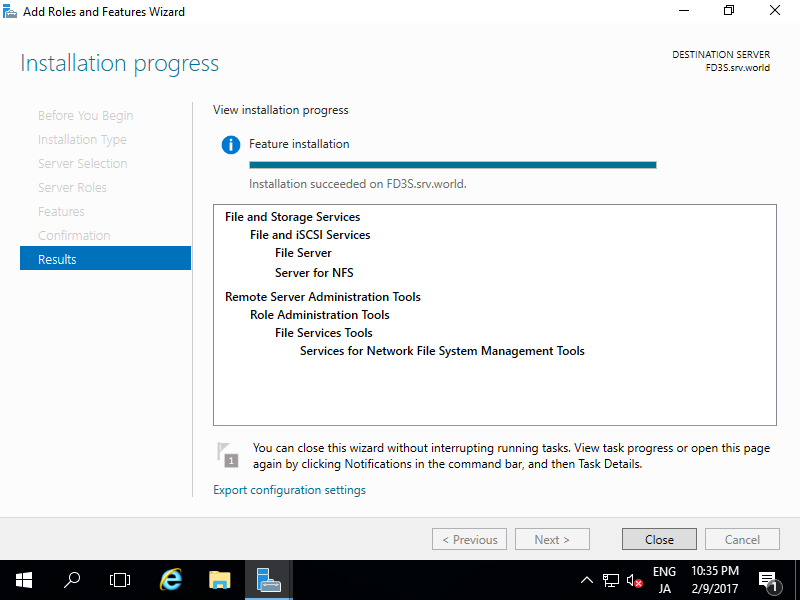 Add Roles and Features Wizard
Installation progress
DESTINATION SERVER
FD3S.srv.world
Before You Begin
Installation Type
Server Selection
Server Roles
Features
Confirmation
Results
View installation progress
Feature installation
Installation succeeded on FD3S.srv.world.
File and Storage Services
File and iSCSI Services
File Server
Server for NFS
Remote Server Administration Tools
Role Administration Tools
File Services Tools
Services for Network File System Management Tools
1
You can close this wizard without interrupting running tasks. View task progress or open this page
again by clicking Notifications in the command bar, and then Task Details.
Export configuration settings
< Previous
Next >
Close
Cancel
ENG
JA
10:35 PM
2/9/2017
1